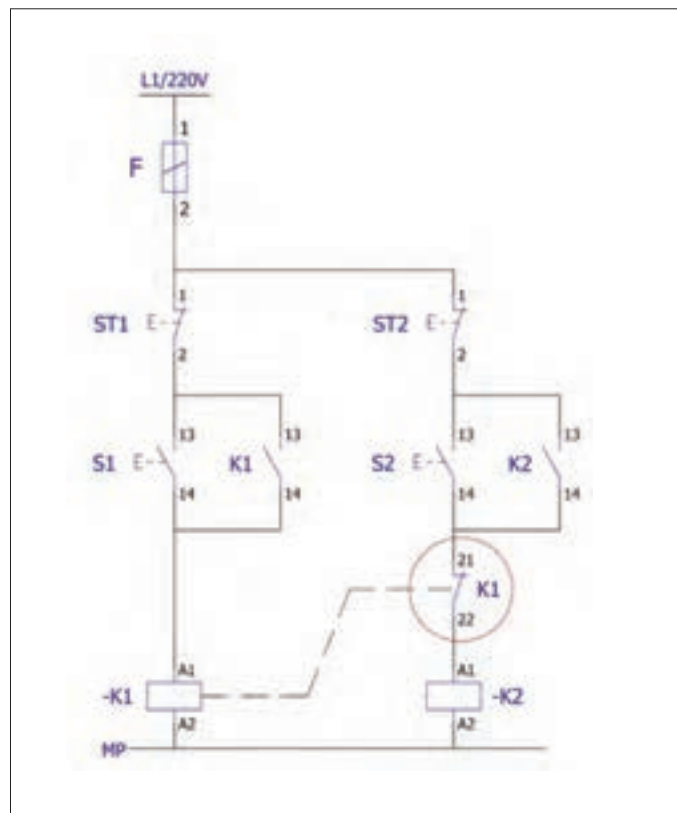 L1/220V
1
F
2
1 1
ST1 E ST2 E
2 2
13 13 13 13
S1 E K1 S2 E K2
14 14 14 14
21
K1
22
A1 A1
-K1 -K2
A2 A2
MP